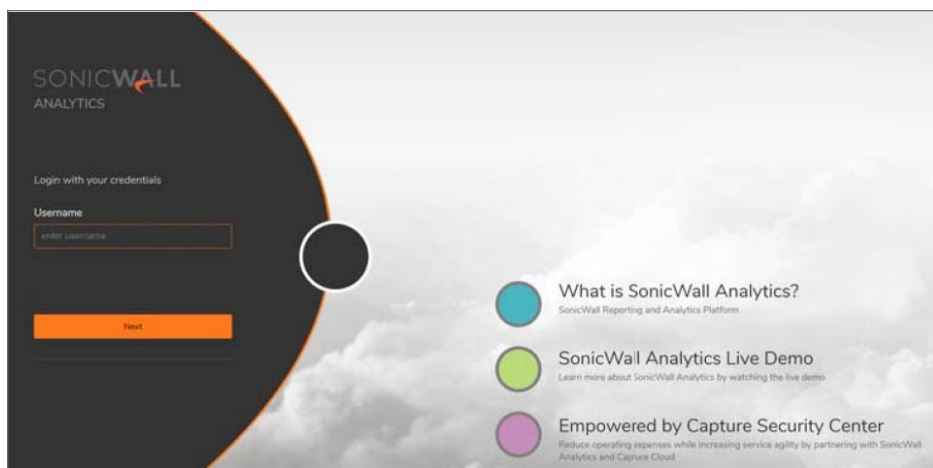 SONICWALL
ANALYTICS
Login with your credentials
Username
enter username
Next
What is SonicWall Analytics?
SonicWall Reporting and Analytics Platform
SonicWall Analytics Live Demo
Learn more about SonicWall Analytics by watching the live demo
Empowered by Capture Security Center
Reduce operating expenses while increasing service agility by partnering with SonicWall
Analytics and Capture Cloud